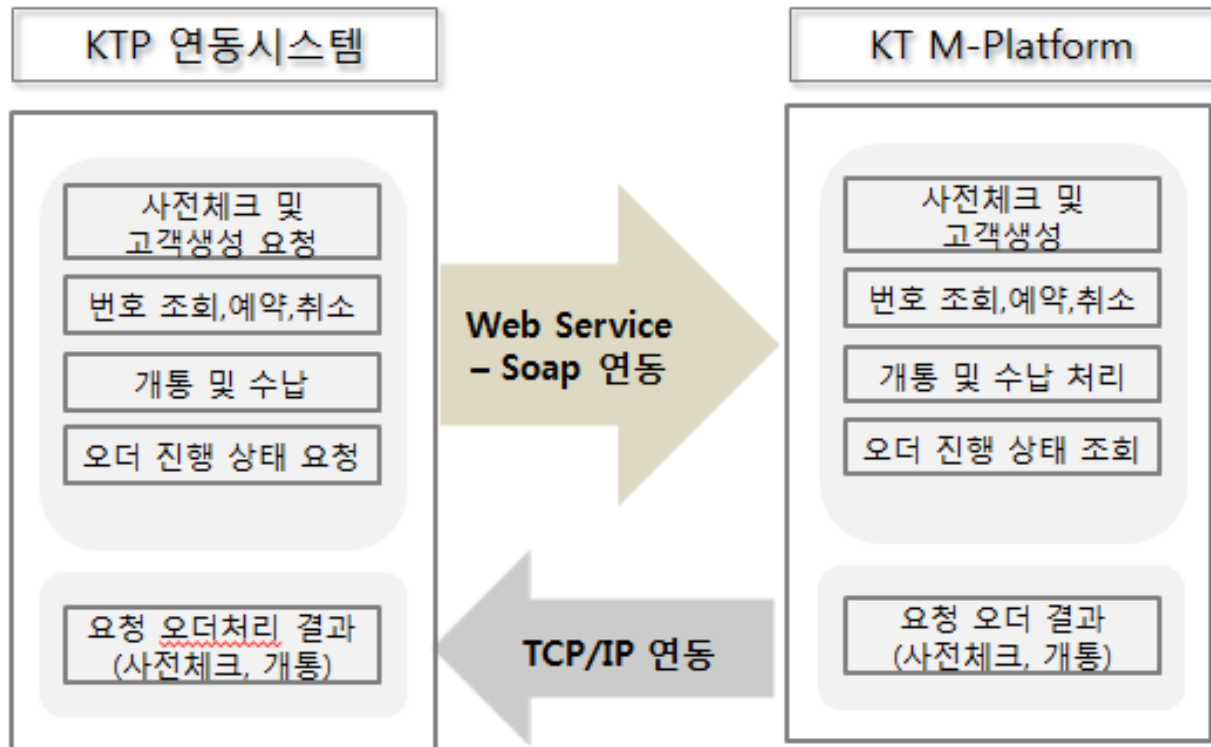 KTP 연동시스템
KT M-Platform
사전체크 및
고객생성 요청
번호 조회,예약,취소
개통 및 수납
오더 진행 상태 요청
Web Service
– Soap 연동
사전체크 및
고객생성
번호 조회,예약,취소
개통 및 수납 처리
오더 진행 상태 조회
요청 오더처리 결과
(사전체크, 개통)
TCP/IP 연동
요청 오더 결과
(사전체크, 개통)